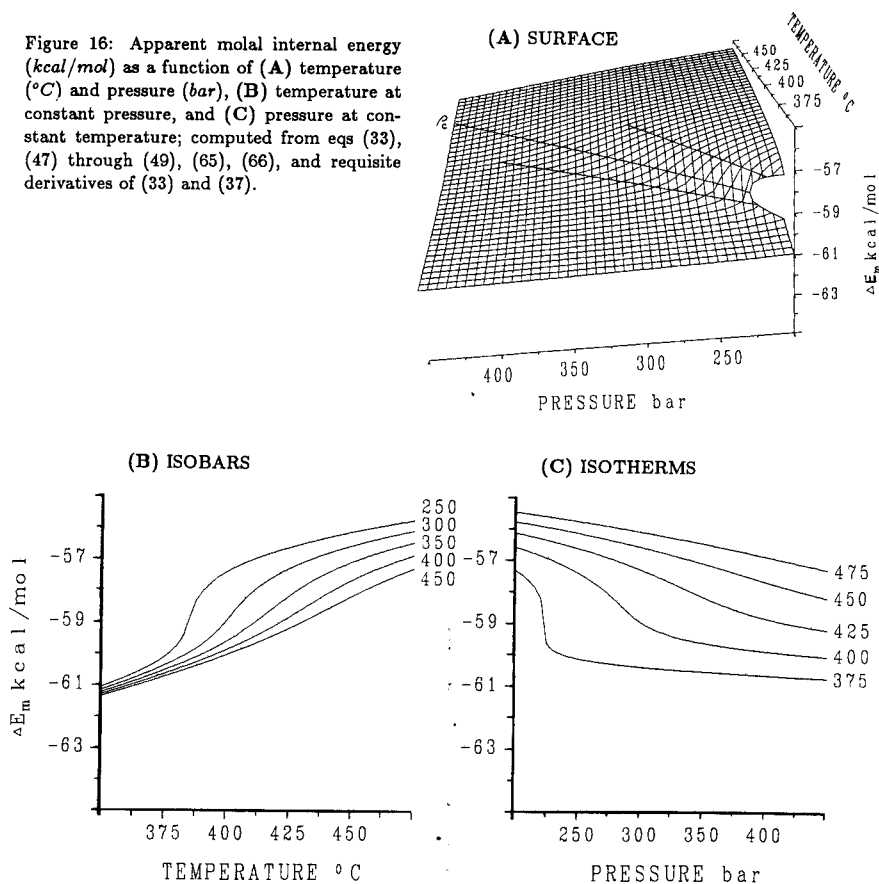 Figure 16: Apparent molal internal energy
(kcal/mol) as a function of (A) temperature
(°C) and pressure (bar), (B) temperature at
constant pressure, and (C) pressure at con-
stant temperature; computed from eqs (33),
(47) through (49), (65), (66), and requisite
derivatives of (33) and (37).
(A) SURFACE
TEMPERATURE °C
450
425
400
375
ρc
-57
-59
-61
-63
ΔEm kcal/mol
400 350 300 250
PRESSURE bar
(B) ISOBARS
250
300
350
400
450
-57
-59
-61
-63
ΔEm kcal/mol
375 400 425 450
TEMPERATURE °C
(C) ISOTHERMS
-57
-59
-61
-63
475
450
425
400
375
250 300 350 400
PRESSURE bar